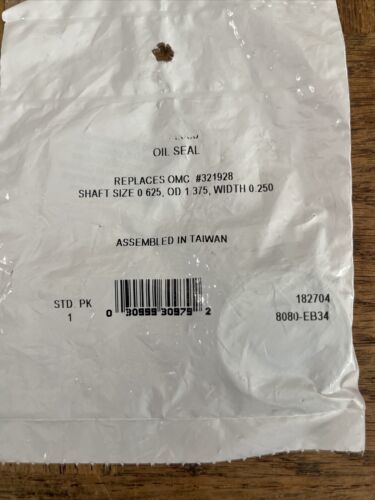 OIL SEAL
REPLACES OMC #321928
SHAFT SIZE 0.625, OD 1.375, WIDTH 0.250
ASSEMBLED IN TAIWAN
STD PK
1
0 30999 30979 2
182704
8080-EB34